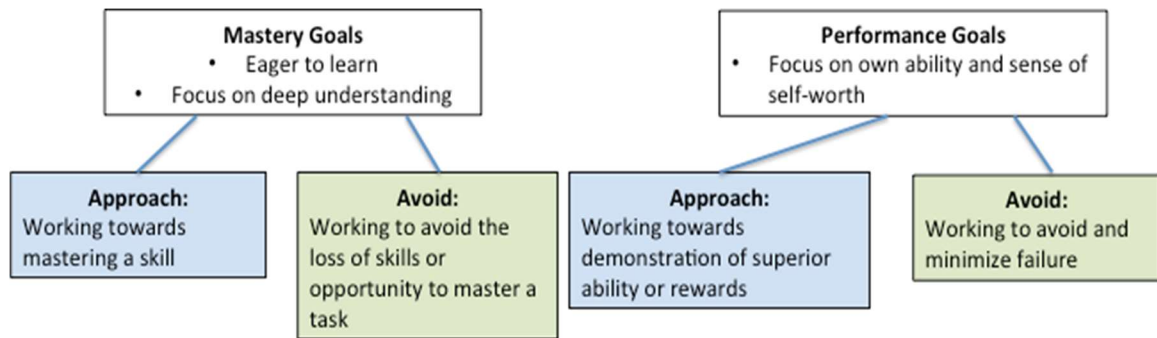 Mastery Goals
• Eager to learn
• Focus on deep understanding
Performance Goals
• Focus on own ability and sense of
self-worth
Approach:
Working towards
mastering a skill
Avoid:
Working to avoid the
loss of skills or
opportunity to master a
task
Approach:
Working towards
demonstration of superior
ability or rewards
Avoid:
Working to avoid and
minimize failure